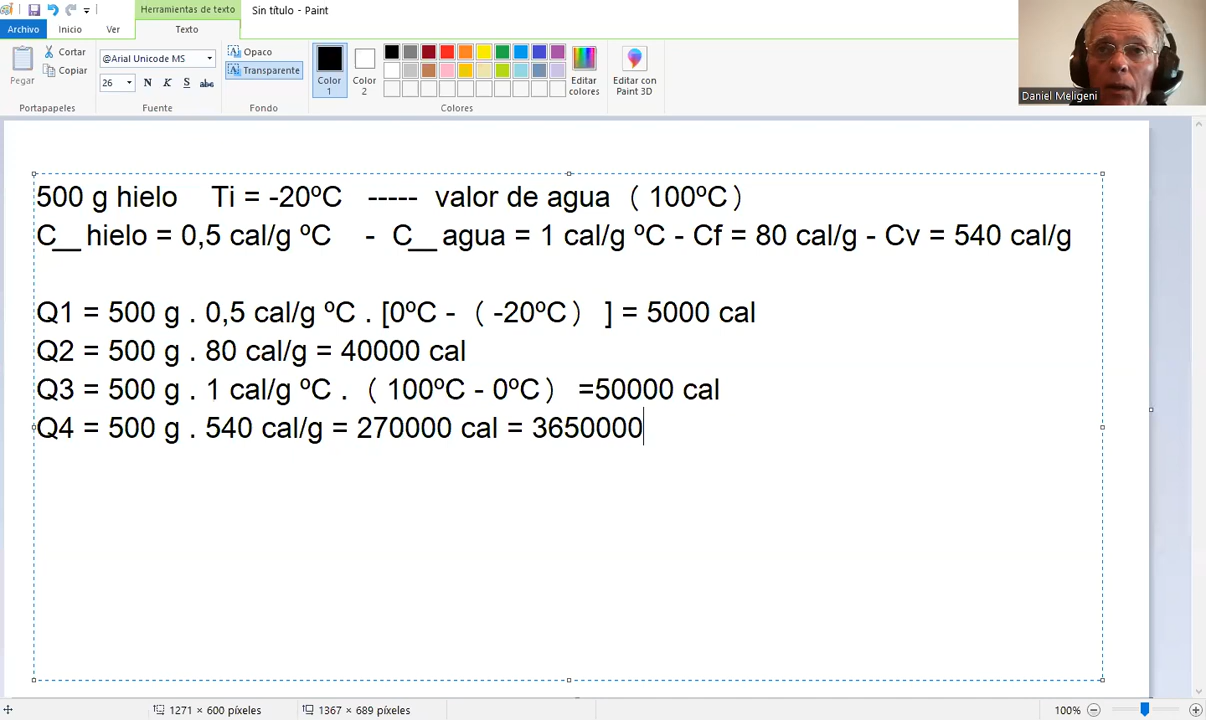 Herramientas de texto
Sin título - Paint
Archivo
Inicio
Ver
Texto
Pegar
Cortar
Copiar
Portapapeles
@Arial Unicode MS
26
N K S abc
Fuente
Opaco
Transparente
Fondo
Color 1
Color 2
Colores
Editar colores
Editar con Paint 3D
Daniel Meligeni
500 g hielo Ti = -20ºC ----- valor de agua ( 100ºC )
C__ hielo = 0,5 cal/g ºC - C__ agua = 1 cal/g ºC - Cf = 80 cal/g - Cv = 540 cal/g
Q1 = 500 g . 0,5 cal/g ºC . [0ºC - ( -20ºC ) ] = 5000 cal
Q2 = 500 g . 80 cal/g = 40000 cal
Q3 = 500 g . 1 cal/g ºC . ( 100ºC - 0ºC ) =50000 cal
Q4 = 500 g . 540 cal/g = 270000 cal = 3650000
1271 × 600 píxeles
1367 × 689 píxeles
100%